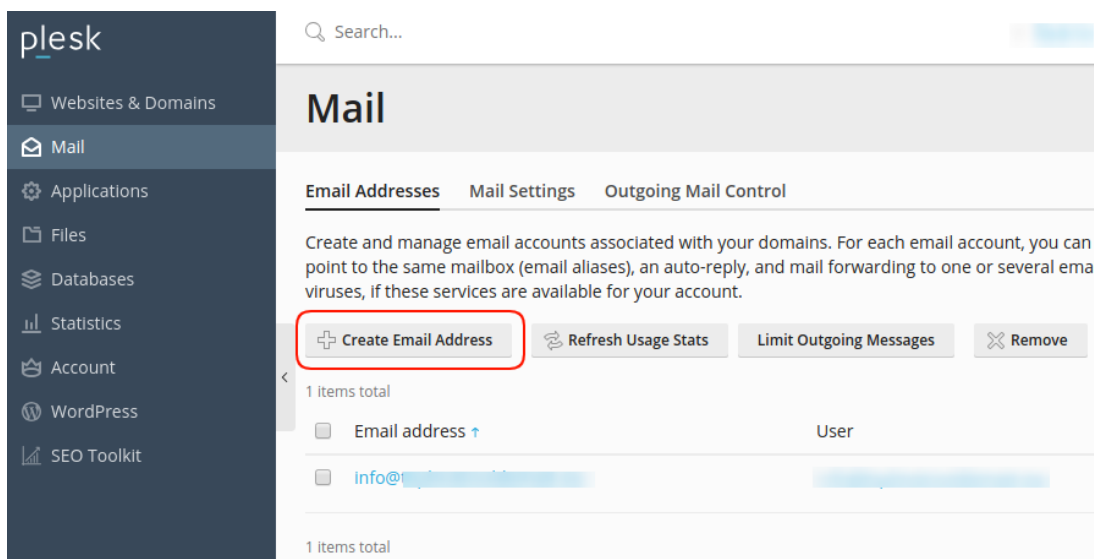 plesk
Search...
Websites & Domains
Mail
Applications
Files
Databases
Statistics
Account
WordPress
SEO Toolkit
Mail
Email Addresses Mail Settings Outgoing Mail Control
Create and manage email accounts associated with your domains. For each email account, you can
point to the same mailbox (email aliases), an auto-reply, and mail forwarding to one or several ema
viruses, if these services are available for your account.
Create Email Address Refresh Usage Stats Limit Outgoing Messages Remove
1 items total
Email address ↑ User
info@
1 items total